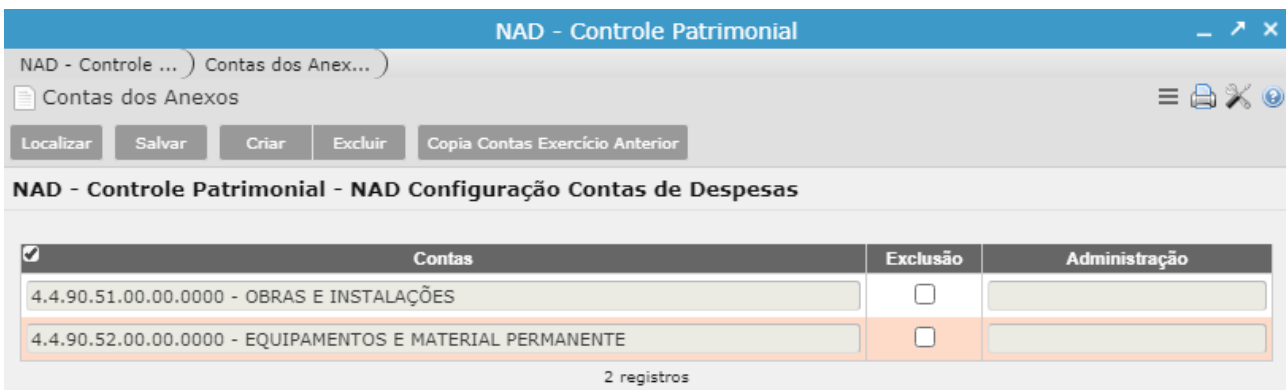 NAD - Controle Patrimonial
NAD - Controle ... ) Contas dos Anex... )
Contas dos Anexos
Localizar Salvar Criar Excluir Copia Contas Exercício Anterior
NAD - Controle Patrimonial - NAD Configuração Contas de Despesas
Contas Exclusão Administração
4.4.90.51.00.00.0000 - OBRAS E INSTALAÇÕES
4.4.90.52.00.00.0000 - EQUIPAMENTOS E MATERIAL PERMANENTE
2 registros